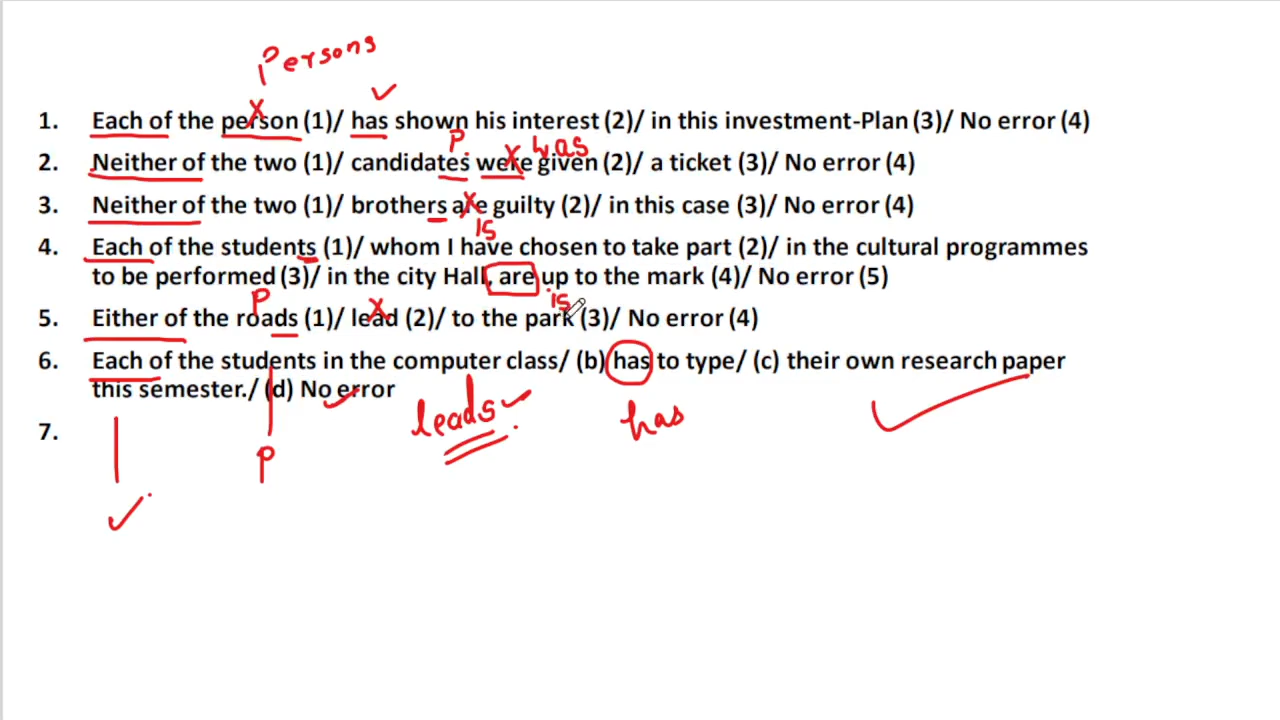 Persons
1. Each of the person (1)/ has shown his interest (2)/ in this investment-Plan (3)/ No error (4)
P. was
2. Neither of the two (1)/ candidates were given (2)/ a ticket (3)/ No error (4)
3. Neither of the two (1)/ brothers are guilty (2)/ in this case (3)/ No error (4)
is
4. Each of the students (1)/ whom I have chosen to take part (2)/ in the cultural programmes
to be performed (3)/ in the city Hall, are up to the mark (4)/ No error (5)
P is
5. Either of the roads (1)/ lead (2)/ to the park (3)/ No error (4)
6. Each of the students in the computer class/ (b) has to type/ (c) their own research paper
this semester./ (d) No error
leads. has
7.
P